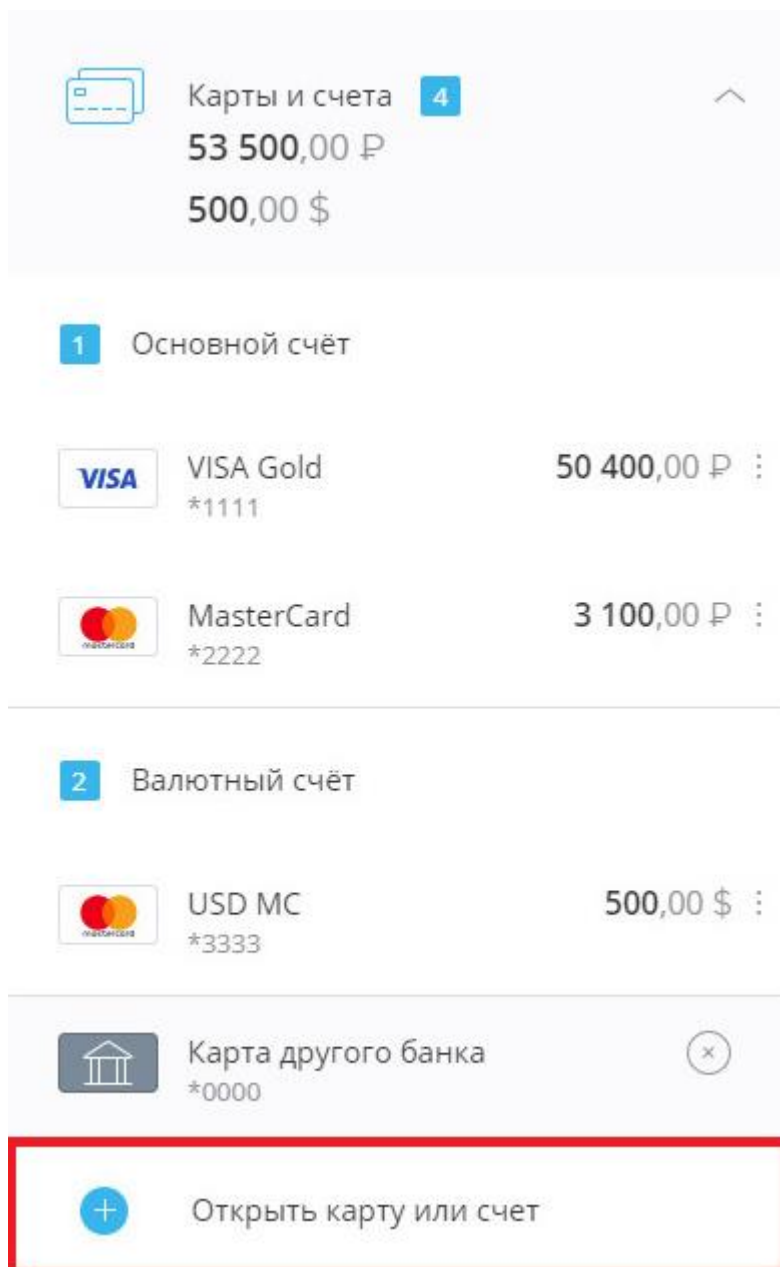 Карты и счета 4
53 500,00 ₽
500,00 $
1 Основной счёт
VISA VISA Gold 50 400,00 ₽
*1111
mastercard MasterCard 3 100,00 ₽
*2222
2 Валютный счёт
mastercard USD MC 500,00 $
*3333
Карта другого банка
*0000
Открыть карту или счет